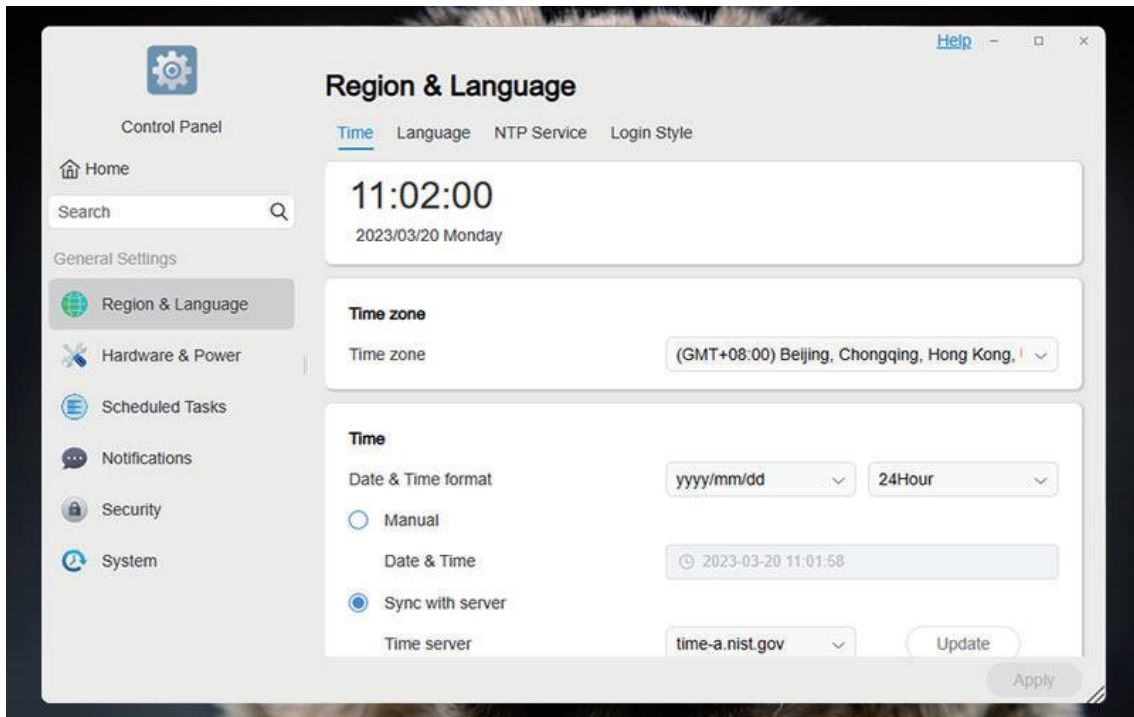 Help
Control Panel
Home
Search
General Settings
Region & Language
Hardware & Power
Scheduled Tasks
Notifications
Security
System
Region & Language
Time Language NTP Service Login Style
11:02:00
2023/03/20 Monday
Time zone
Time zone (GMT+08:00) Beijing, Chongqing, Hong Kong,
Time
Date & Time format yyyy/mm/dd 24Hour
Manual
Date & Time 2023-03-20 11:01:58
Sync with server
Time server time-a.nist.gov Update
Apply